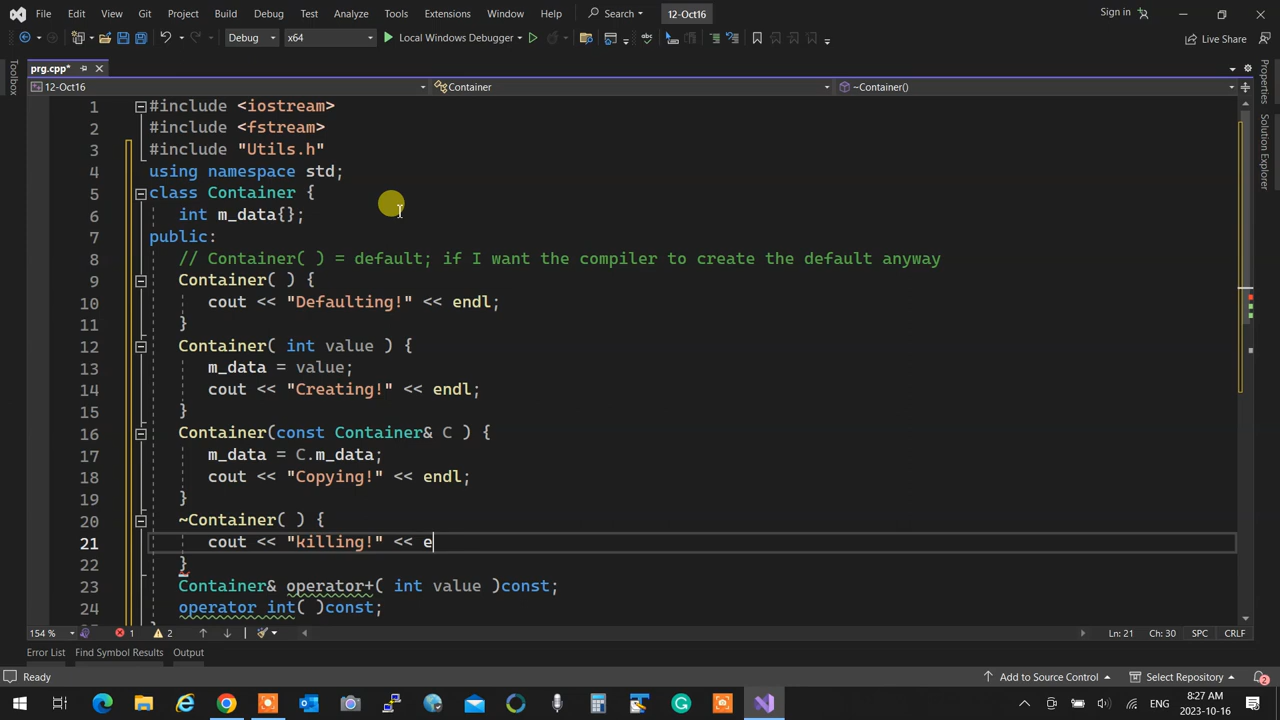 File Edit View Git Project Build Debug Test Analyze Tools Extensions Window Help Search 12-Oct16 Sign in
Debug x64 Local Windows Debugger Live Share
prg.cpp*
12-Oct16 Container ~Container()
Toolbox
Properties
Solution Explorer
1 #include <iostream>
2 #include <fstream>
3 #include "Utils.h"
4 using namespace std;
5 class Container {
6 int m_data{};
7 public:
8 // Container( ) = default; if I want the compiler to create the default anyway
9 Container( ) {
10 cout << "Defaulting!" << endl;
11 }
12 Container( int value ) {
13 m_data = value;
14 cout << "Creating!" << endl;
15 }
16 Container(const Container& C ) {
17 m_data = C.m_data;
18 cout << "Copying!" << endl;
19 }
20 ~Container( ) {
21 cout << "killing!" << e
22 }
23 Container& operator+( int value )const;
24 operator int( )const;
154 % 1 2 Ln: 21 Ch: 30 SPC CRLF
Error List Find Symbol Results Output
Ready Add to Source Control Select Repository 2
ENG 8:27 AM
2023-10-16